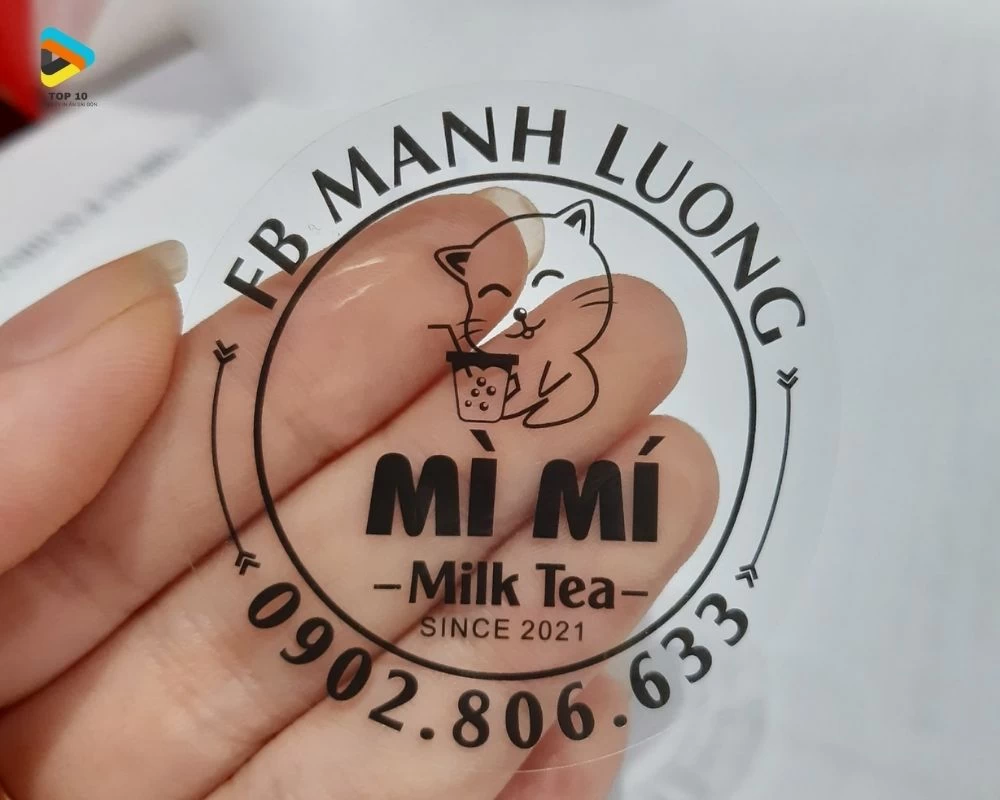 TOP 10
FB MANH LUONG
MÌ MÍ
–Milk Tea–
SINCE 2021
0902.806.633